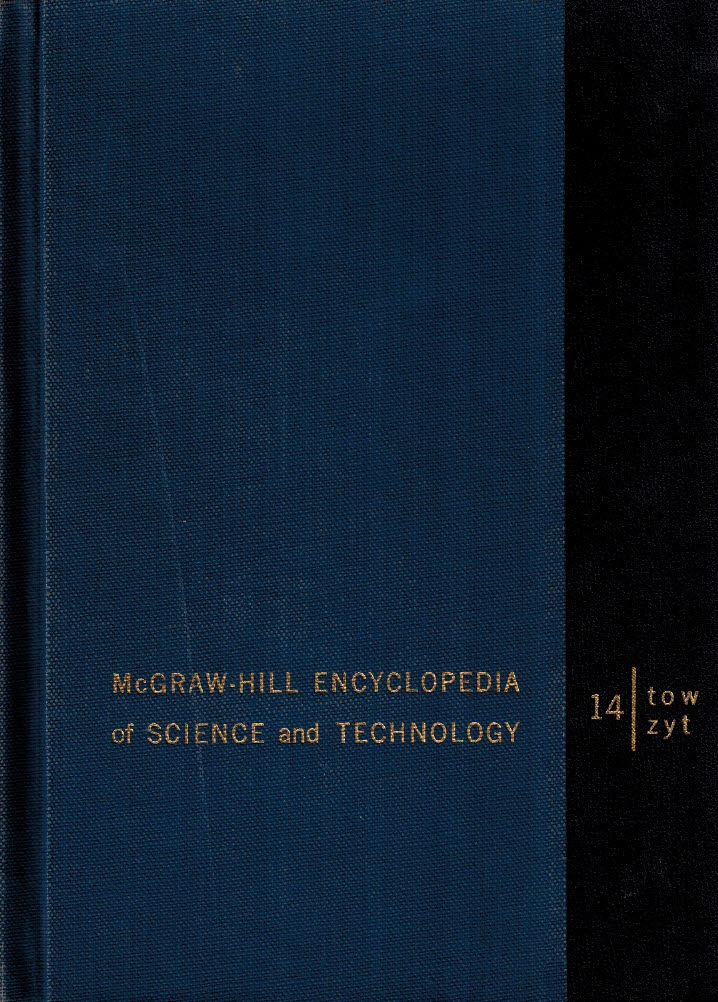 McGRAW-HILL ENCYCLOPEDIA
of SCIENCE and TECHNOLOGY
14
tow
zyt